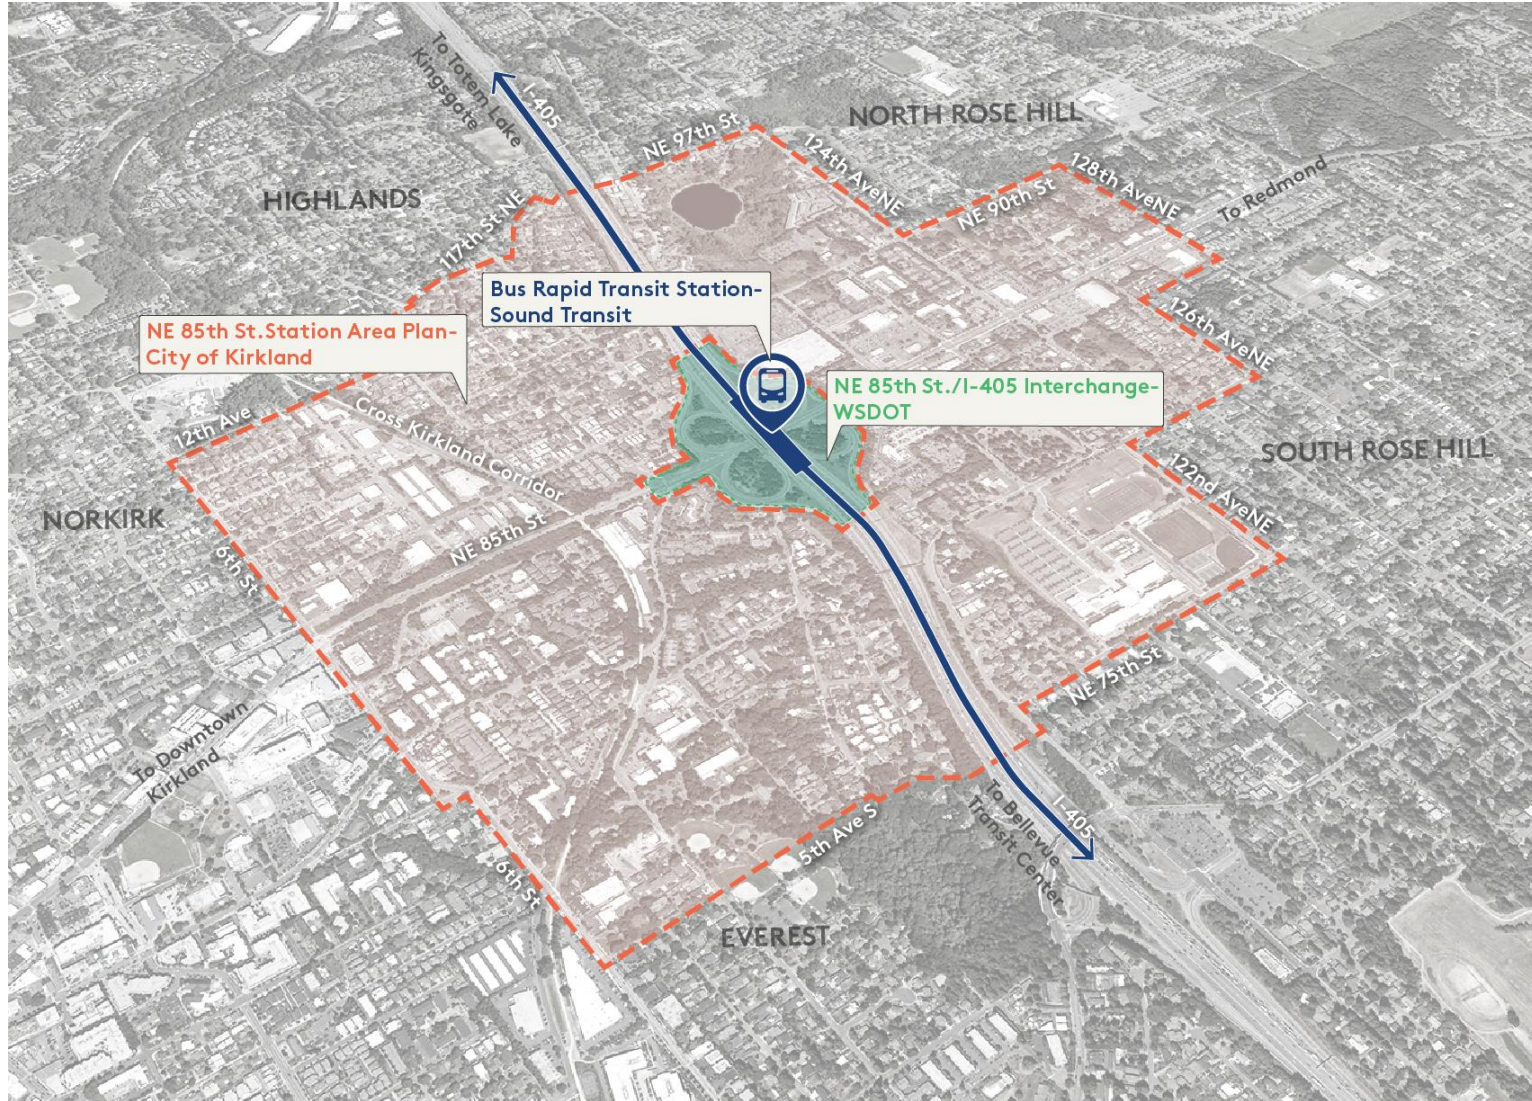 To Totem Lake
Kingsgate
I-405
NORTH ROSE HILL
NE 97th St
124th AveNE
128th AveNE
NE 90th St
To Redmond
HIGHLANDS
117th St NE
Bus Rapid Transit Station-
Sound Transit
NE 85th St.Station Area Plan-
City of Kirkland
126th AveNE
NE 85th St./I-405 Interchange-
WSDOT
12th Ave
Cross Kirkland Corridor
SOUTH ROSE HILL
122nd AveNE
NORKIRK
NE 85th St
6th St
NE 75th St
To Downtown
Kirkland
To Bellevue
Transit Center
I-405
5th Ave S
6th St
EVEREST